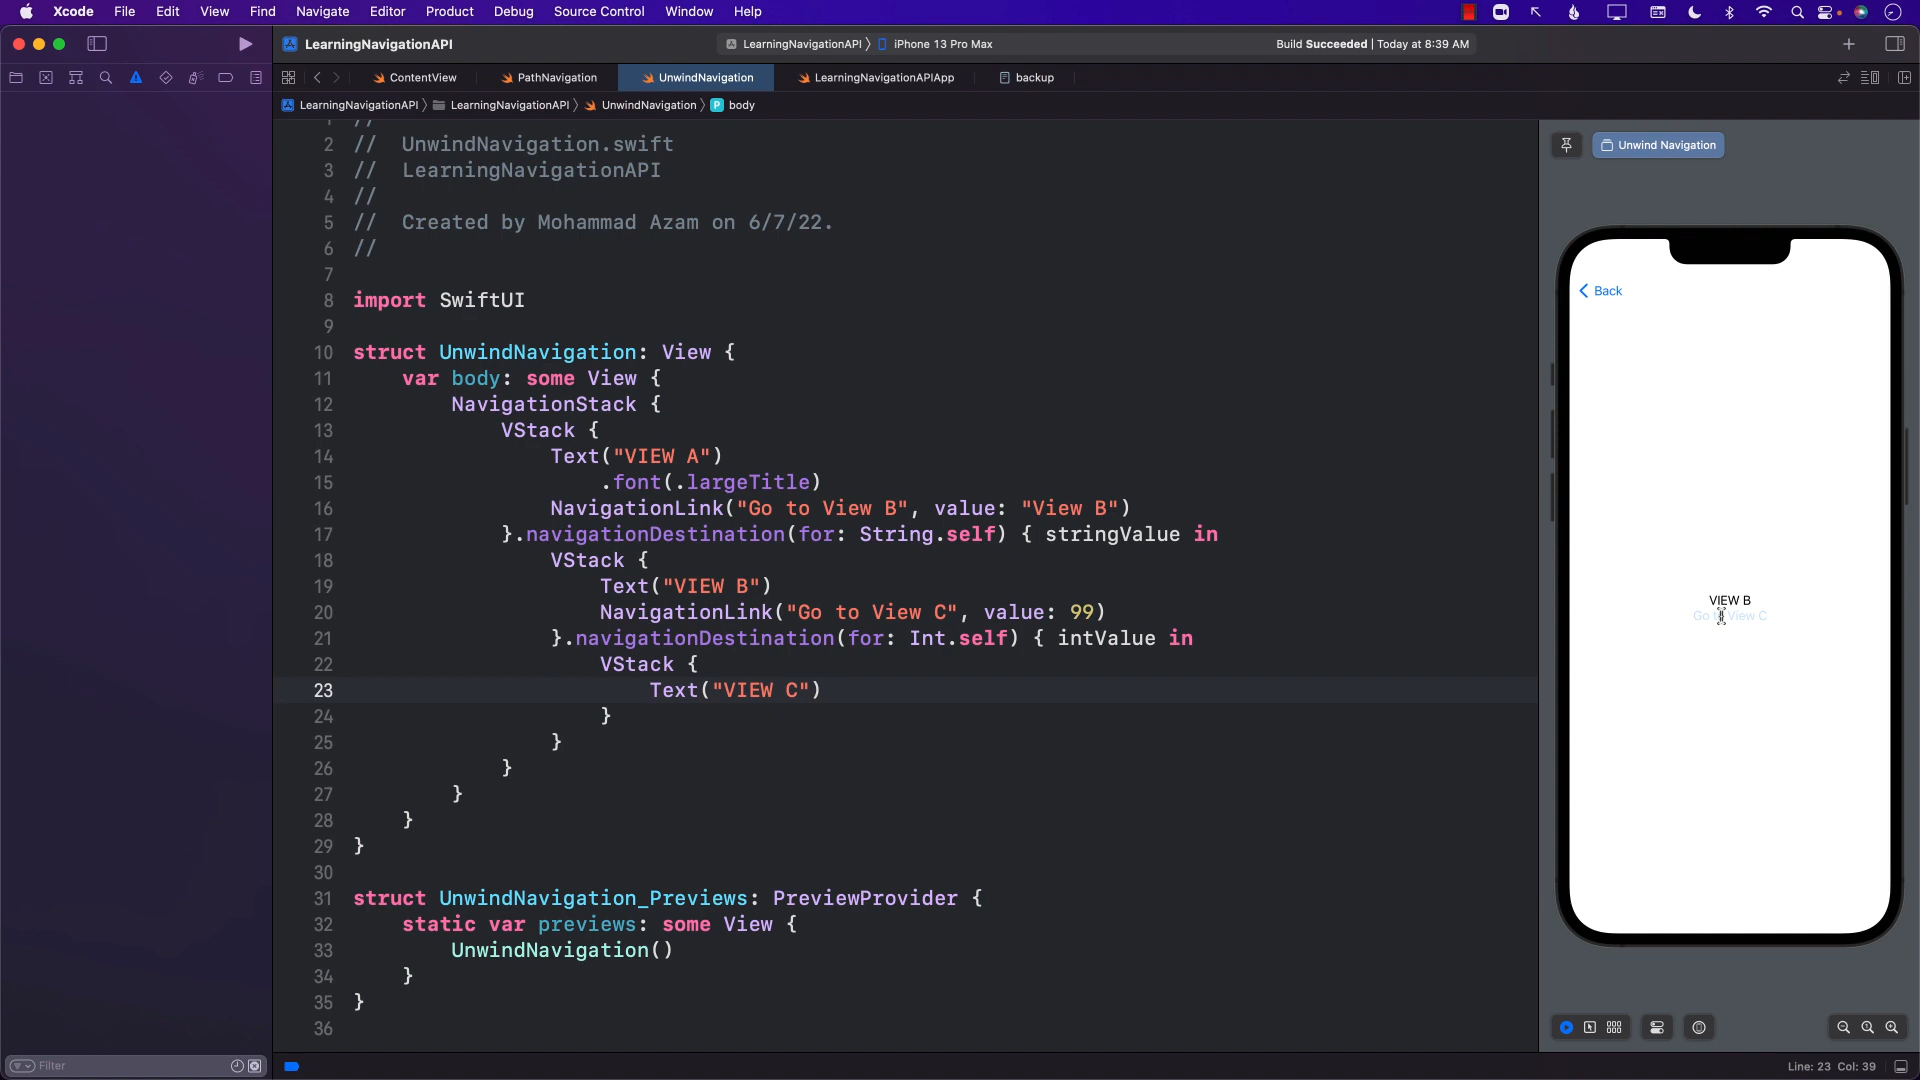 Xcode File Edit View Find Navigate Editor Product Debug Source Control Window Help
LearningNavigationAPI
LearningNavigationAPI 〉 iPhone 13 Pro Max
Build Succeeded | Today at 8:39 AM
ContentView
PathNavigation
UnwindNavigation
LearningNavigationAPIApp
backup
LearningNavigationAPI 〉 LearningNavigationAPI 〉 UnwindNavigation 〉 P body
1 //
2 //  UnwindNavigation.swift
3 //  LearningNavigationAPI
4 //
5 //  Created by Mohammad Azam on 6/7/22.
6 //
7
8 import SwiftUI
9
10 struct UnwindNavigation: View {
11     var body: some View {
12         NavigationStack {
13             VStack {
14                 Text("VIEW A")
15                     .font(.largeTitle)
16                 NavigationLink("Go to View B", value: "View B")
17             }.navigationDestination(for: String.self) { stringValue in
18                 VStack {
19                     Text("VIEW B")
20                     NavigationLink("Go to View C", value: 99)
21                 }.navigationDestination(for: Int.self) { intValue in
22                     VStack {
23                         Text("VIEW C")
24                     }
25                 }
26             }
27         }
28     }
29 }
30
31 struct UnwindNavigation_Previews: PreviewProvider {
32     static var previews: some View {
33         UnwindNavigation()
34     }
35 }
36
Unwind Navigation
Back
VIEW B
Go to View C
Filter
Line: 23 Col: 39